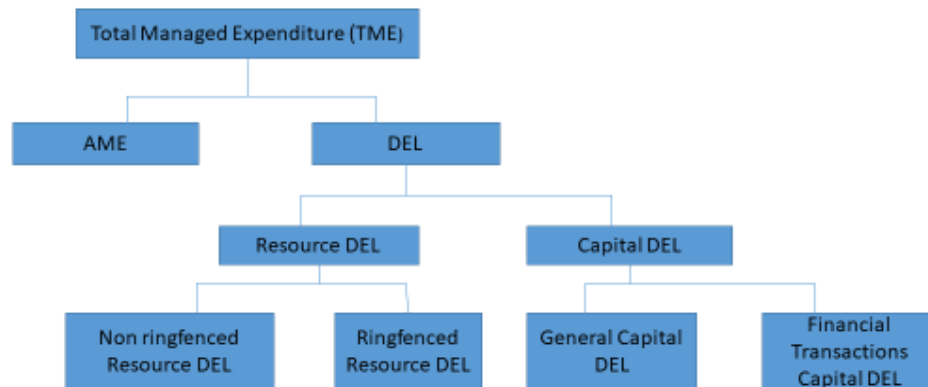 Total Managed Expenditure (TME)
AME
DEL
Resource DEL
Capital DEL
Non ringfenced
Resource DEL
Ringfenced
Resource DEL
General Capital
DEL
Financial
Transactions
Capital DEL